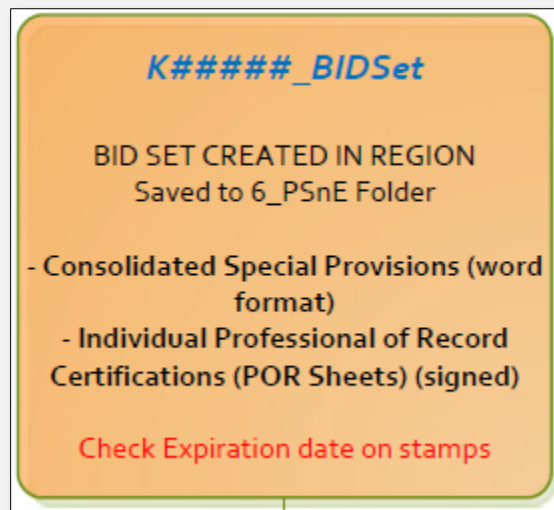 K#####_BIDSet
BID SET CREATED IN REGION
Saved to 6_PSnE Folder
- Consolidated Special Provisions (word
format)
- Individual Professional of Record
Certifications (POR Sheets) (signed)
Check Expiration date on stamps